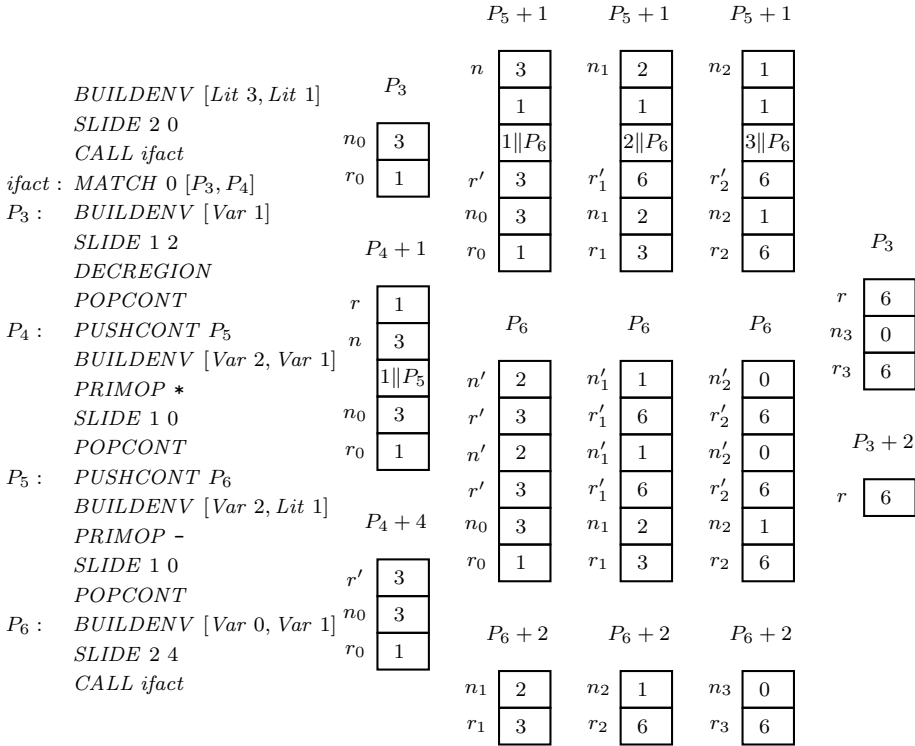 BUILDENV [Lit 3, Lit 1]
SLIDE 2 0
CALL ifact
ifact : MATCH 0 [P₃, P₄]
P₃ : BUILDENV [Var 1]
SLIDE 1 2
DECREGION
POPCONT
P₄ : PUSHCONT P₅
BUILDENV [Var 2, Var 1]
PRIMOP *
SLIDE 1 0
POPCONT
P₅ : PUSHCONT P₆
BUILDENV [Var 2, Lit 1]
PRIMOP -
SLIDE 1 0
POPCONT
P₆ : BUILDENV [Var 0, Var 1]
SLIDE 2 4
CALL ifact
P₃
n₀ 3
r₀ 1
P₄ + 1
r 1
n 3
1‖P₅
n₀ 3
r₀ 1
P₄ + 4
r′ 3
n₀ 3
r₀ 1
P₅ + 1
n 3
1
1‖P₆
r′ 3
n₀ 3
r₀ 1
P₆
n′ 2
r′ 3
n′ 2
r′ 3
n₀ 3
r₀ 1
P₆ + 2
n₁ 2
r₁ 3
P₅ + 1
n₁ 2
1
2‖P₆
r′₁ 6
n₁ 2
r₁ 3
P₆
n′₁ 1
r′₁ 6
n′₁ 1
r′₁ 6
n₁ 2
r₁ 3
P₆ + 2
n₂ 1
r₂ 6
P₅ + 1
n₂ 1
1
3‖P₆
r′₂ 6
n₂ 1
r₂ 6
P₆
n′₂ 0
r′₂ 6
n′₂ 0
r′₂ 6
n₂ 1
r₂ 6
P₆ + 2
n₃ 0
r₃ 6
P₃
r 6
n₃ 0
r₃ 6
P₃ + 2
r 6